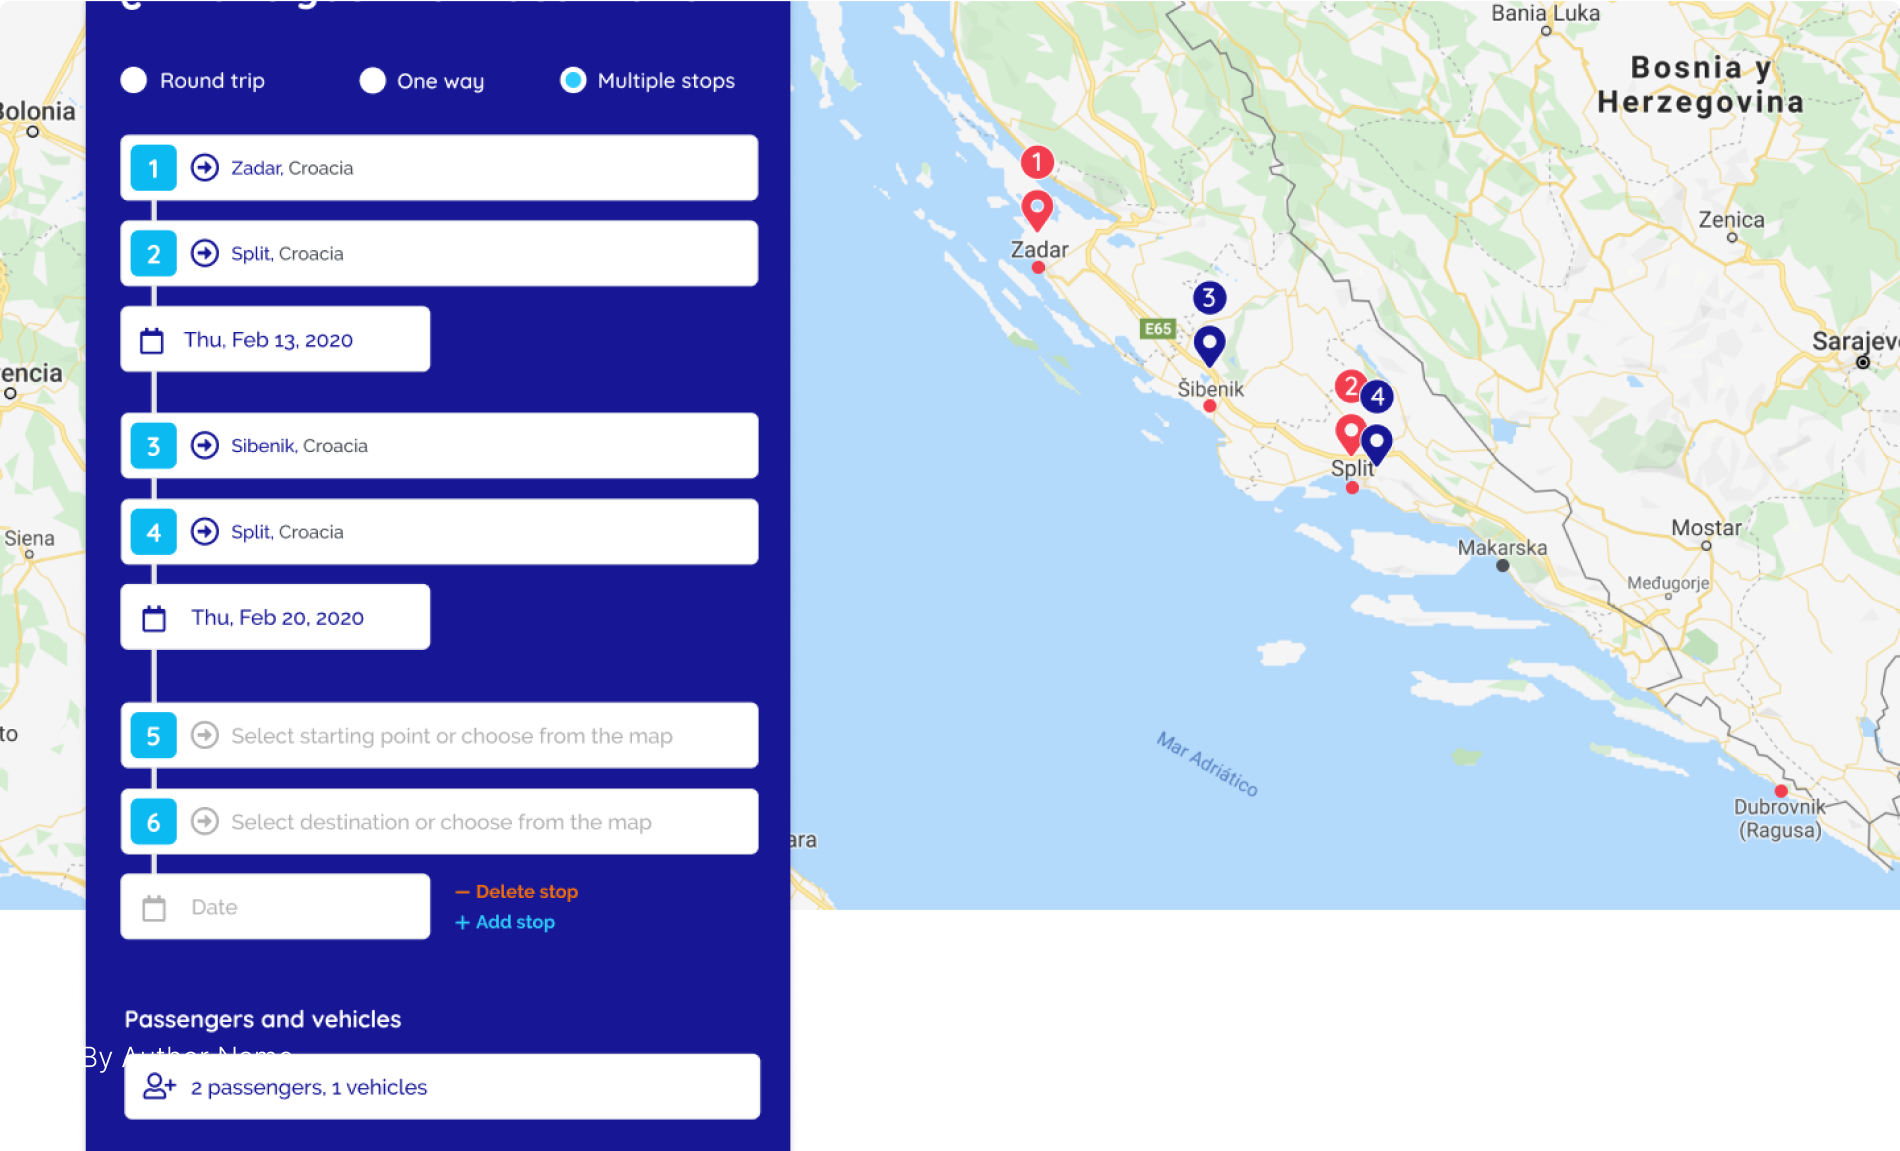 Round trip
One way
Multiple stops
1
Zadar, Croacia
2
Split, Croacia
Thu, Feb 13, 2020
3
Sibenik, Croacia
4
Split, Croacia
Thu, Feb 20, 2020
5
Select starting point or choose from the map
6
Select destination or choose from the map
Date
– Delete stop
+ Add stop
Passengers and vehicles
By Author Name
2 passengers, 1 vehicles
Bolonia
encia
Siena
to
ara
Bania Luka
Bosnia y
Herzegovina
1
Zadar
Zenica
3
E65
Šibenik
Sarajev
2
4
Split
Makarska
Mostar
Međugorje
Mar Adriático
Dubrovnik
(Ragusa)